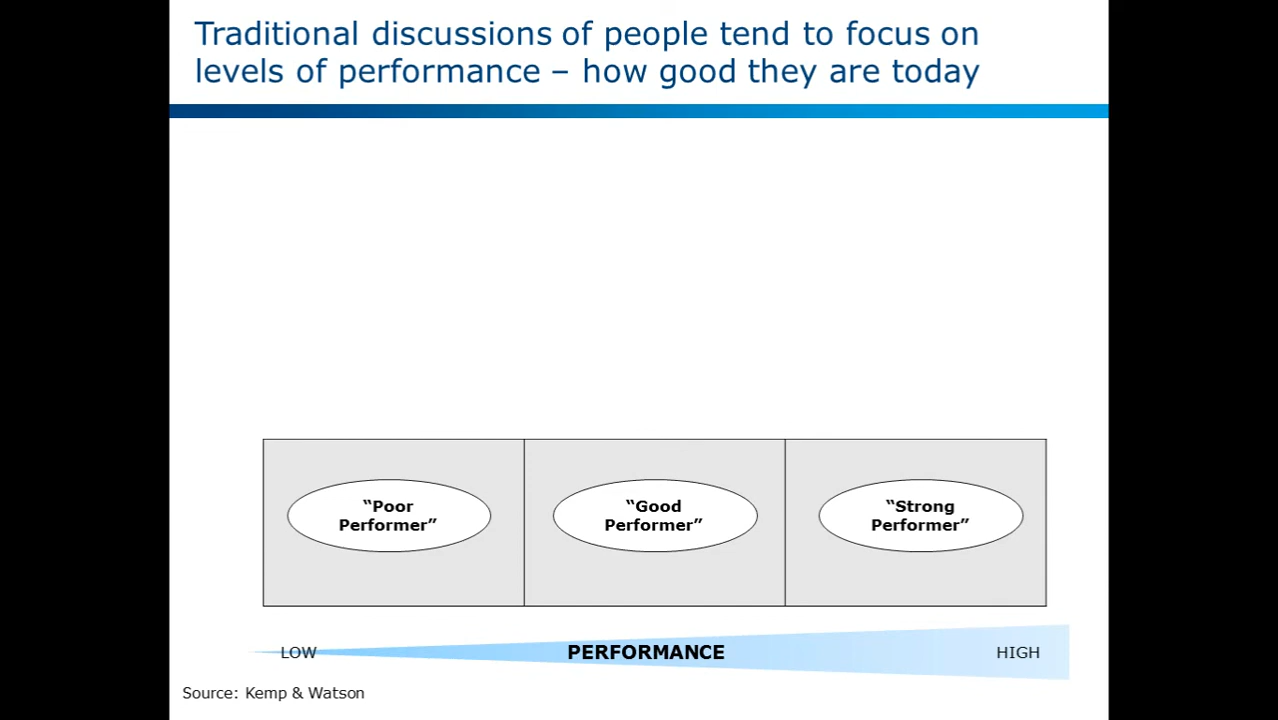 Traditional discussions of people tend to focus on
levels of performance – how good they are today
“Poor
Performer”
“Good
Performer”
“Strong
Performer”
LOW
PERFORMANCE
HIGH
Source: Kemp & Watson